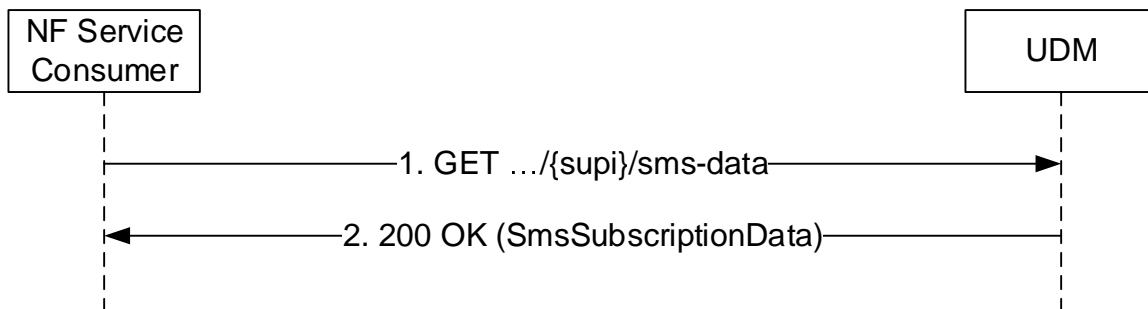 NF Service
Consumer
UDM
1. GET …/{supi}/sms-data
2. 200 OK (SmsSubscriptionData)